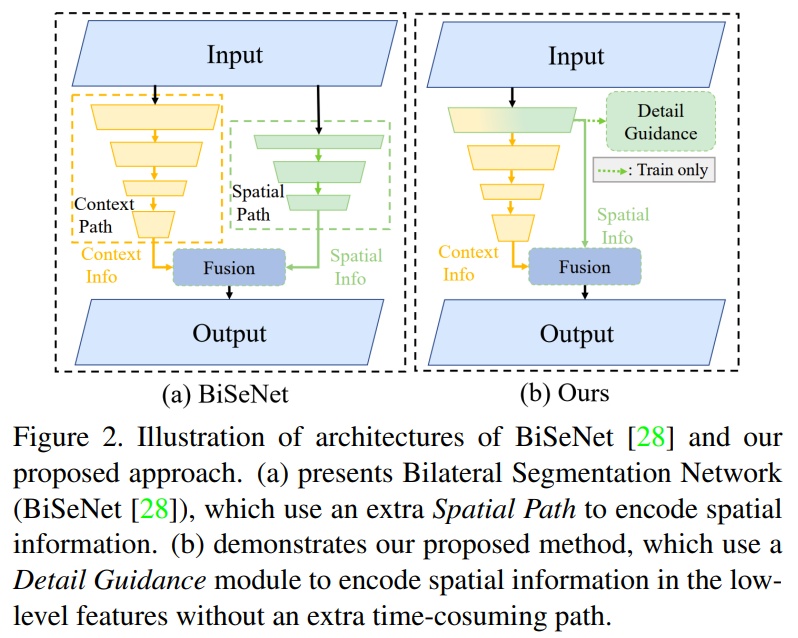 Input
Context
Path
Spatial
Path
Context
Info
Fusion
Spatial
Info
Output
(a) BiSeNet
Input
Detail
Guidance
: Train only
Spatial
Info
Context
Info
Fusion
Output
(b) Ours
Figure 2. Illustration of architectures of BiSeNet [28] and our
proposed approach. (a) presents Bilateral Segmentation Network
(BiSeNet [28]), which use an extra Spatial Path to encode spatial
information. (b) demonstrates our proposed method, which use a
Detail Guidance module to encode spatial information in the low-
level features without an extra time-cosuming path.